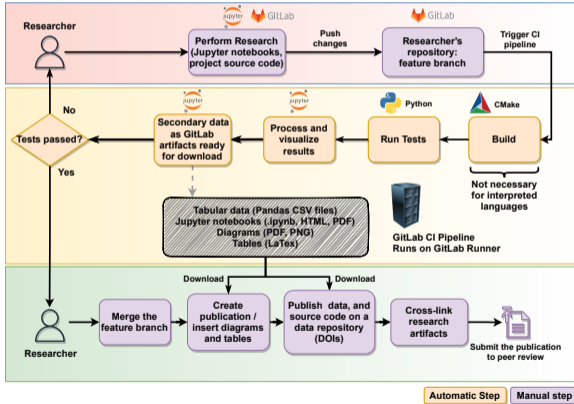 jupyter
GitLab
GitLab
Researcher
Perform Research
(Jupyter notebooks,
project source code)
Push
changes
Researcher's
repository:
feature branch
Trigger CI
pipeline
No
Tests passed?
Yes
jupyter
Secondary data
as GitLab
artifacts ready
for download
jupyter
Process and
visualize
results
Python
Run Tests
CMake
Build
Not necessary
for interpreted
languages
Tabular data (Pandas CSV files)
Jupyter notebooks (.ipynb, HTML, PDF)
Diagrams (PDF, PNG)
Tables (LaTex)
GitLab CI Pipeline
Runs on GitLab Runner
Download
Download
Researcher
Merge the
feature branch
Create
publication /
insert diagrams
and tables
Publish data, and
source code on a
data repository
(DOIs)
Cross-link
research
artifacts
Submit the publication
to peer review
Automatic Step
Manual step